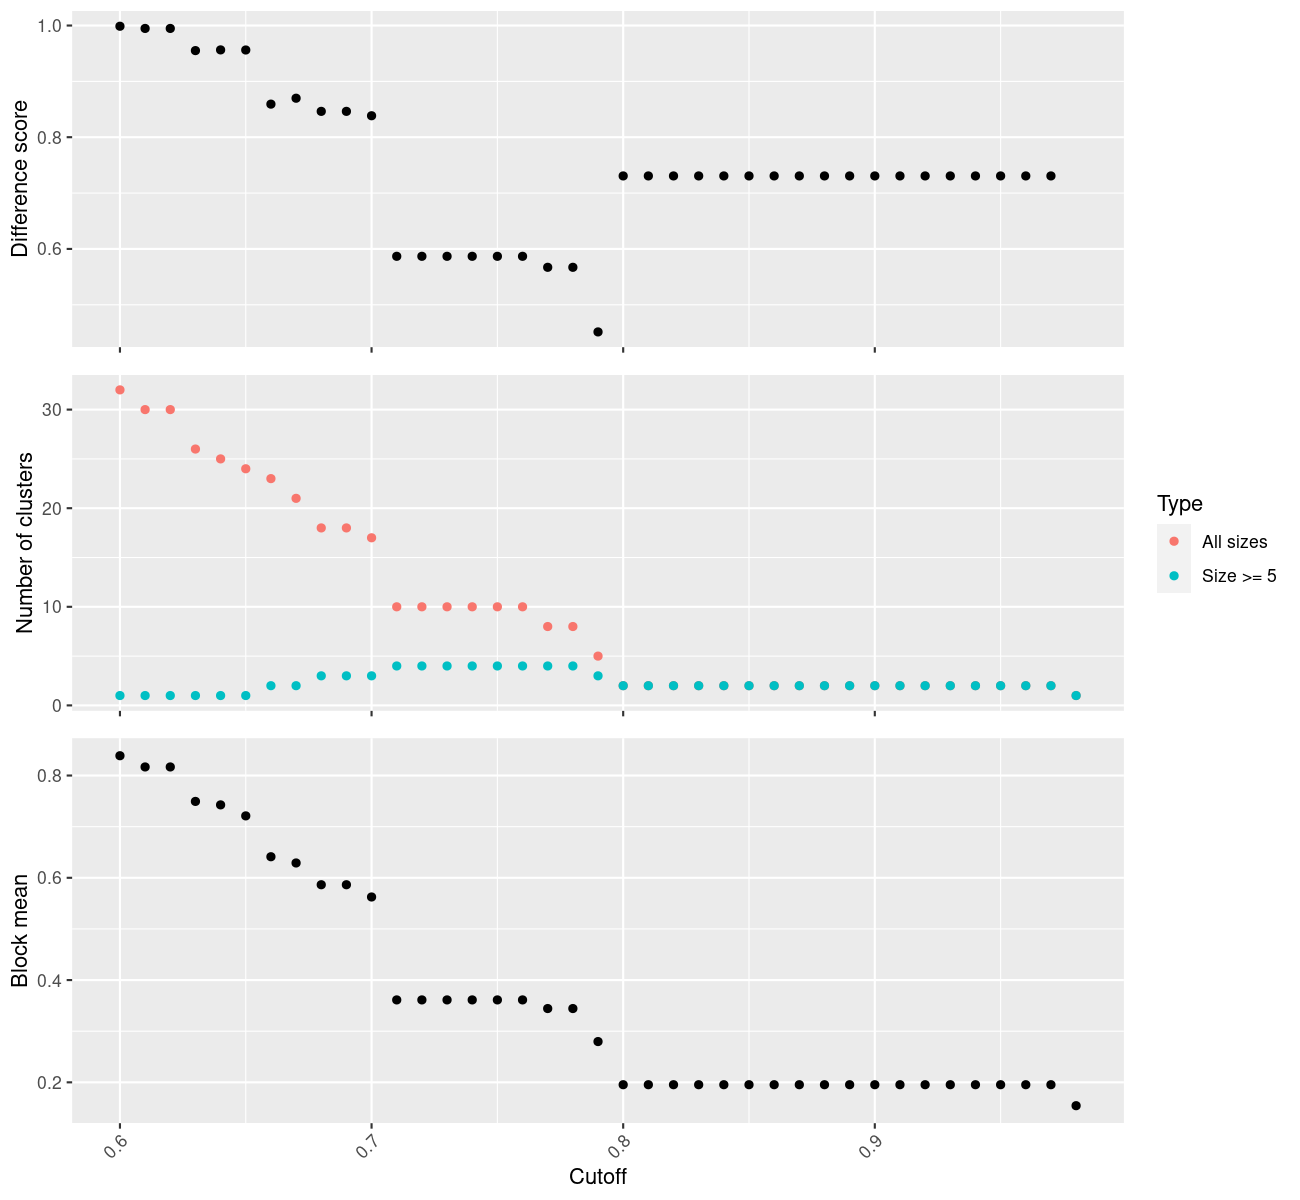 Difference score
1.0
0.8
0.6
Number of clusters
30
20
10
0
Type
All sizes
Size >= 5
Block mean
0.8
0.6
0.4
0.2
0.6
0.7
0.8
0.9
Cutoff